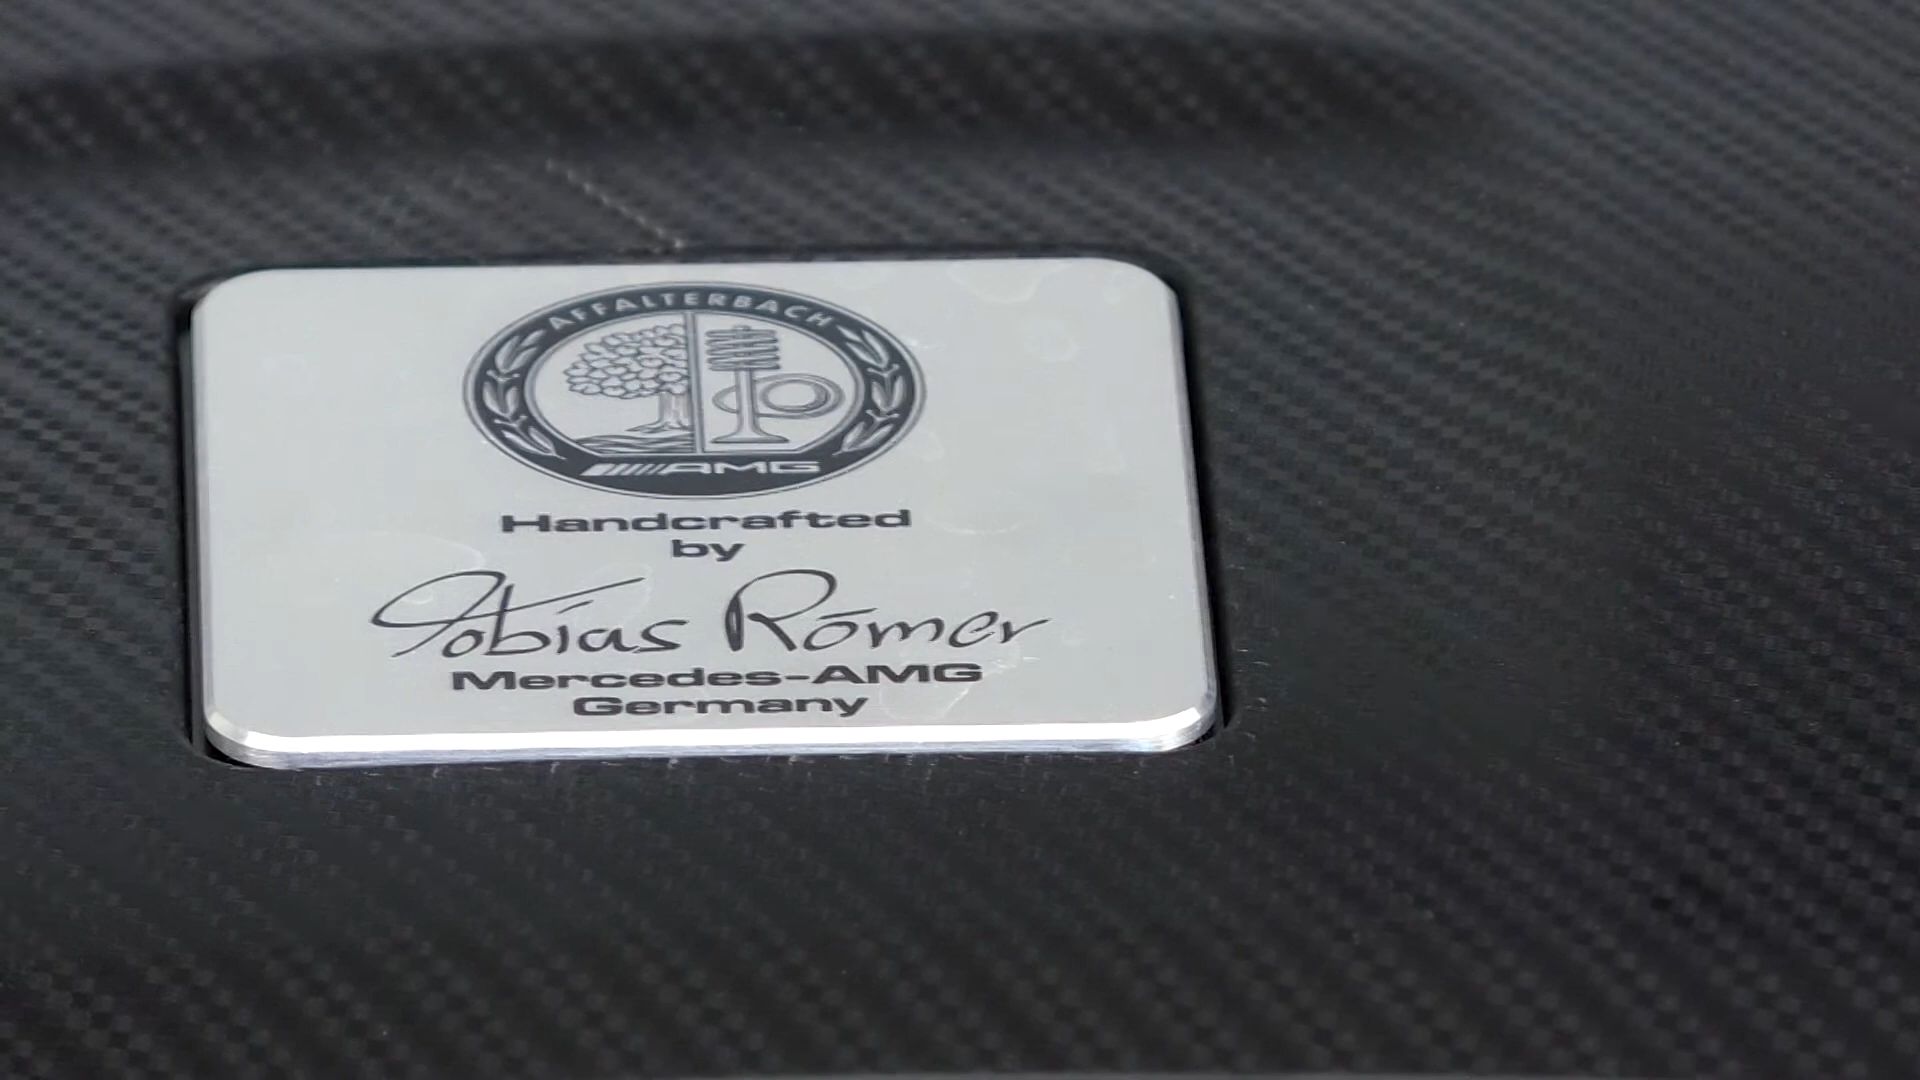 AFFALTERBACH
AMG
Handcrafted
by
Tobias Römer
Mercedes-AMG
Germany